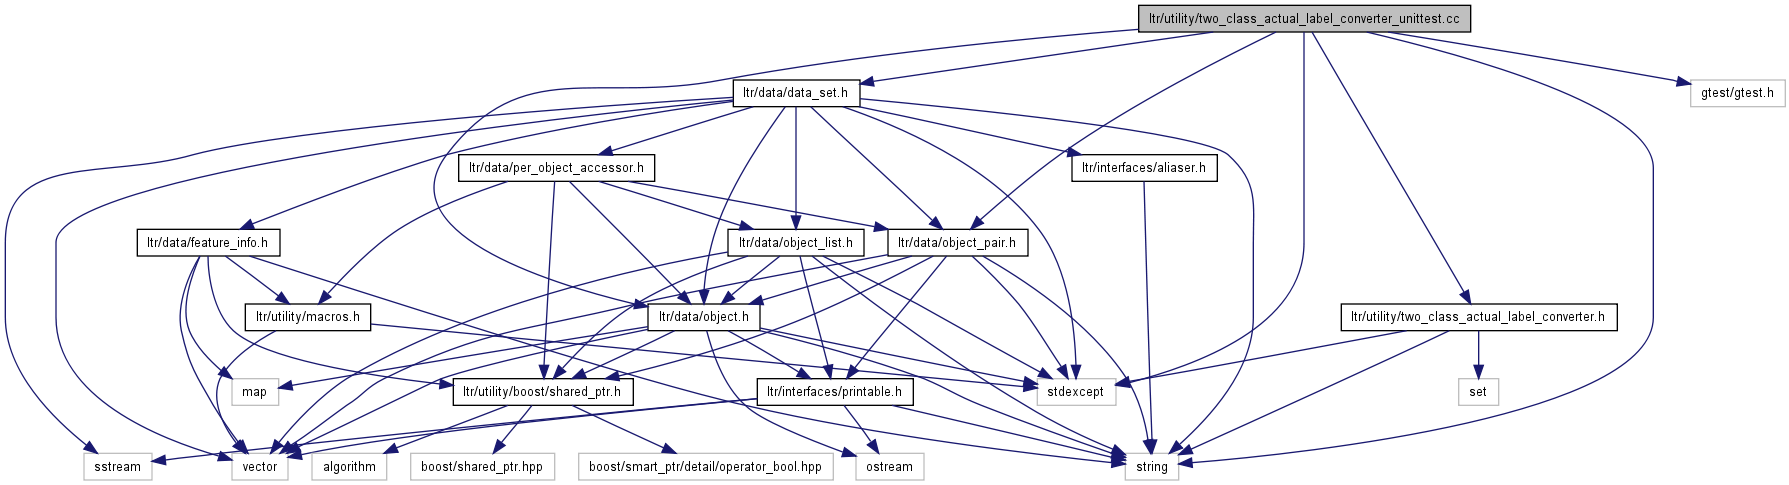 ltr/utility/two_class_actual_label_converter_unittest.cc
ltr/data/data_set.h
gtest/gtest.h
ltr/data/per_object_accessor.h
ltr/interfaces/aliaser.h
ltr/data/feature_info.h
ltr/data/object_list.h
ltr/data/object_pair.h
ltr/utility/macros.h
ltr/data/object.h
ltr/utility/two_class_actual_label_converter.h
map
ltr/utility/boost/shared_ptr.h
ltr/interfaces/printable.h
stdexcept
set
sstream
vector
algorithm
boost/shared_ptr.hpp
boost/smart_ptr/detail/operator_bool.hpp
ostream
string